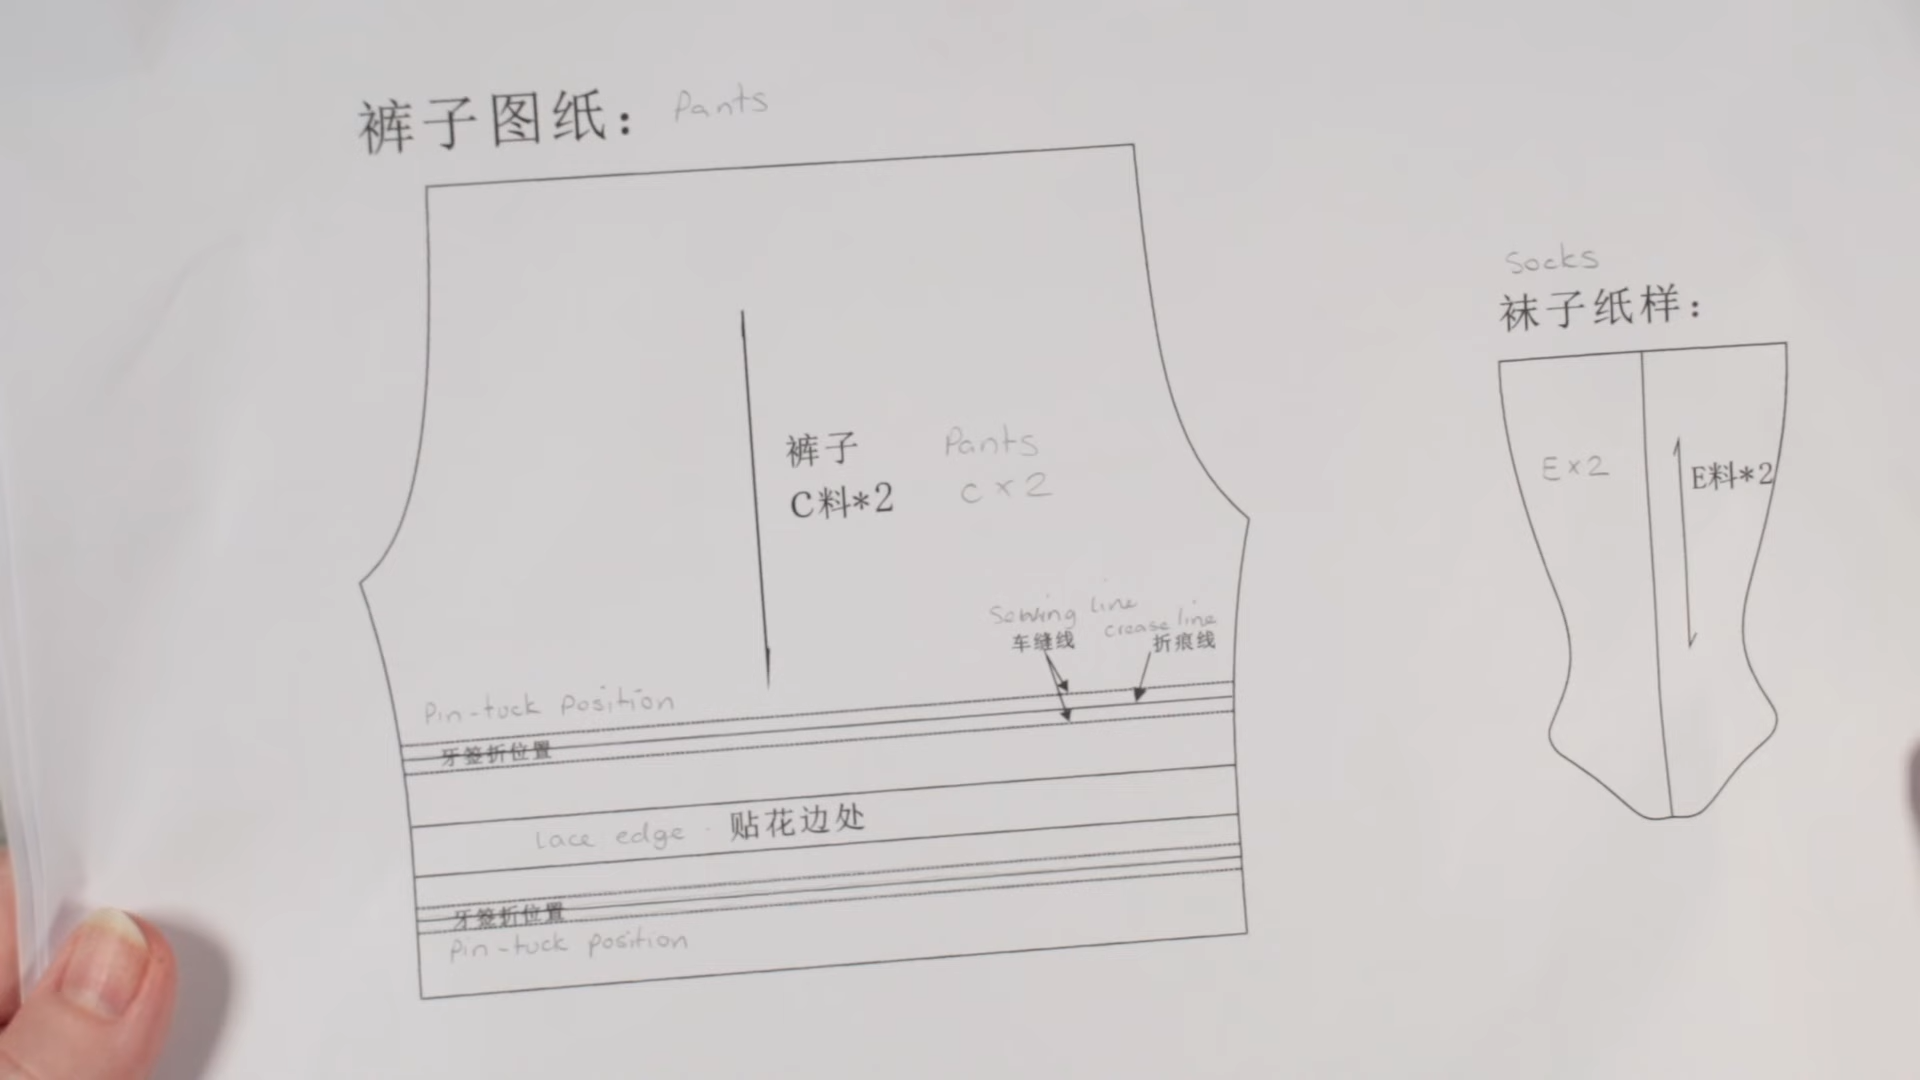 裤子图纸： Pants
裤子 Pants
C料*2 C x 2
Sewing line
crease line
车缝线 折痕线
Pin-tuck position
牙签折位置
Lace edge 贴花边处
牙签折位置
Pin-tuck position
Socks
袜子纸样：
E x 2 E料*2